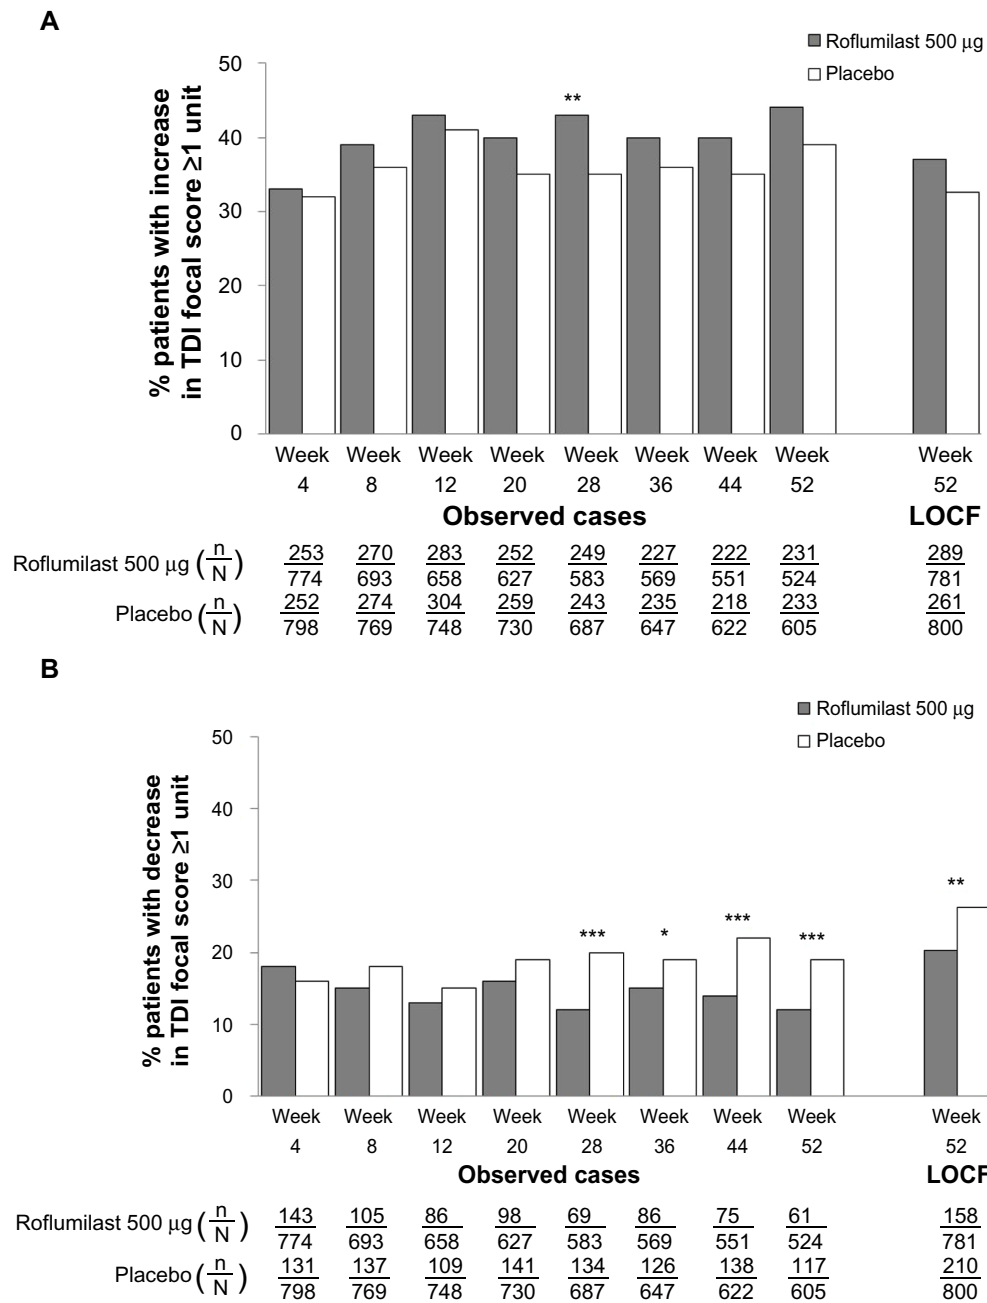 A
Roflumilast 500 µg
Placebo
% patients with increase
in TDI focal score ≥1 unit
50
40
30
20
10
0
**
Week Week Week Week Week Week Week Week Week
4 8 12 20 28 36 44 52 52
Observed cases LOCF
Roflumilast 500 µg (n/N) 253/774 270/693 283/658 252/627 249/583 227/569 222/551 231/524 289/781
Placebo (n/N) 252/798 274/769 304/748 259/730 243/687 235/647 218/622 233/605 261/800
B
Roflumilast 500 µg
Placebo
% patients with decrease
in TDI focal score ≥1 unit
50
40
30
20
10
0
*** * *** *** **
Week Week Week Week Week Week Week Week Week
4 8 12 20 28 36 44 52 52
Observed cases LOCF
Roflumilast 500 µg (n/N) 143/774 105/693 86/658 98/627 69/583 86/569 75/551 61/524 158/781
Placebo (n/N) 131/798 137/769 109/748 141/730 134/687 126/647 138/622 117/605 210/800